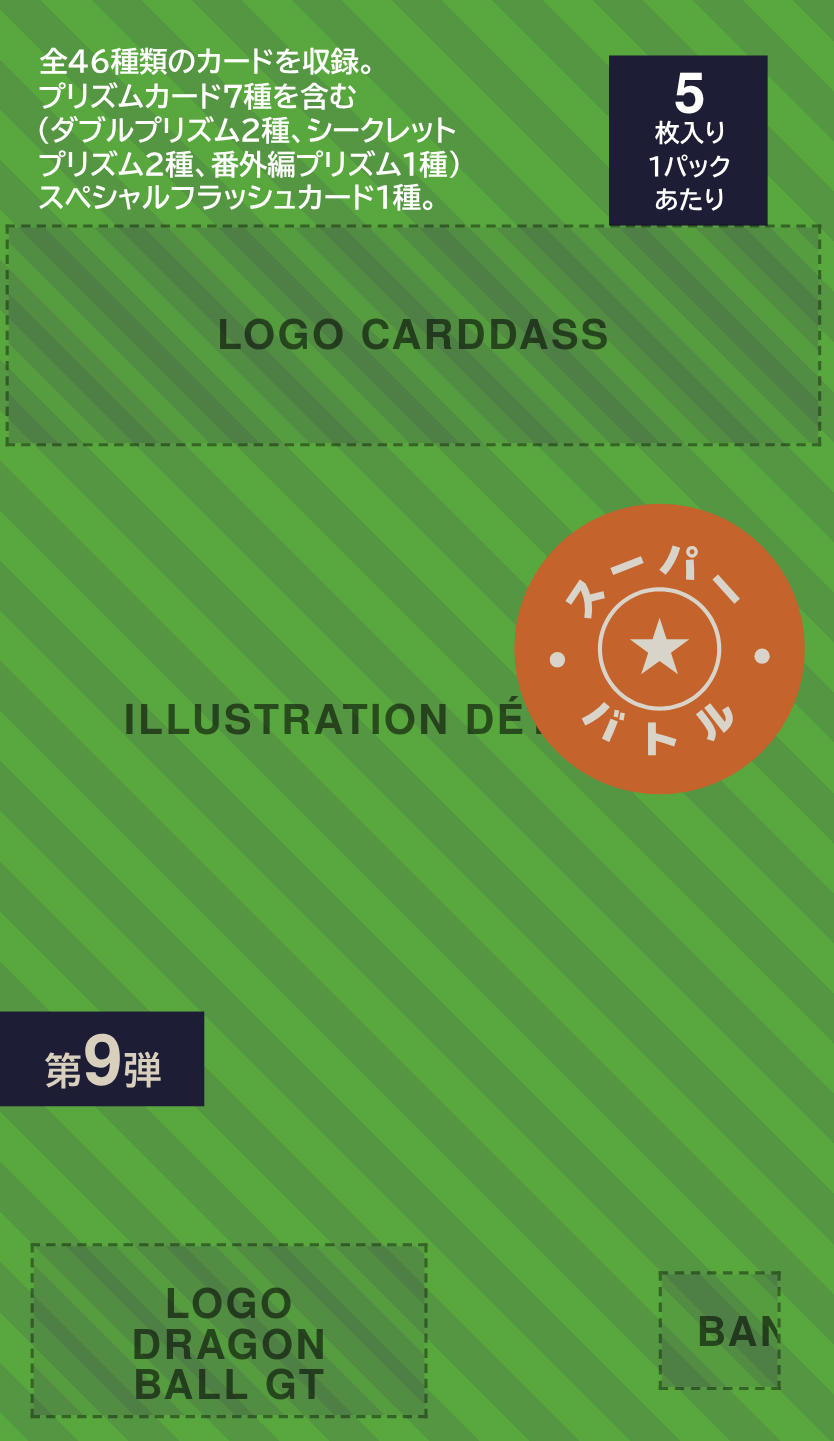 全46種類のカードを収録。
プリズムカード7種を含む
(ダブルプリズム2種、シークレット
プリズム2種、番外編プリズム1種)
スペシャルフラッシュカード1種。
5
枚入り
1パック
あたり
LOGO CARDDASS
スーパー
バトル
ILLUSTRATION
第9弾
LOGO
DRAGON
BALL GT